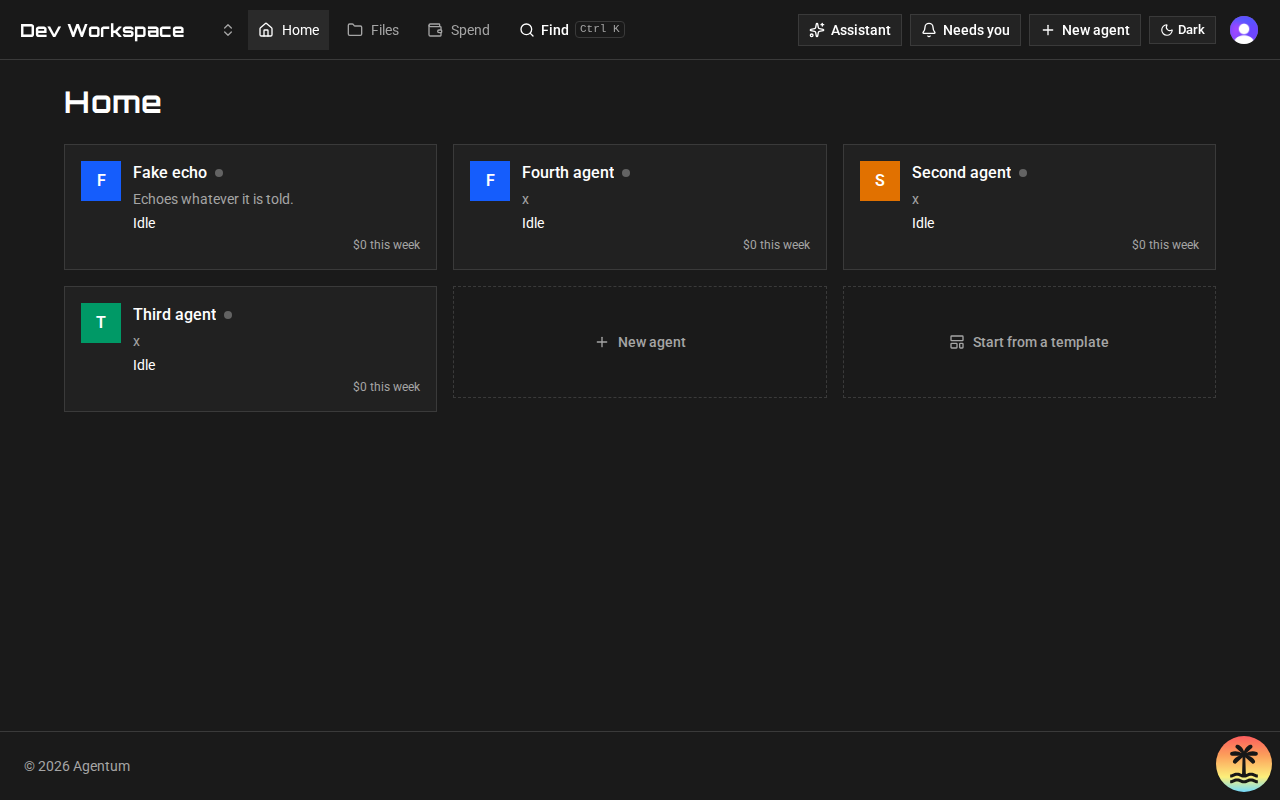 Dev Workspace
Home
Files
Spend
Find Ctrl K
Assistant
Needs you
New agent
Dark
Home
F
Fake echo
Echoes whatever it is told.
Idle
$0 this week
F
Fourth agent
x
Idle
$0 this week
S
Second agent
x
Idle
$0 this week
T
Third agent
x
Idle
$0 this week
New agent
Start from a template
© 2026 Agentum